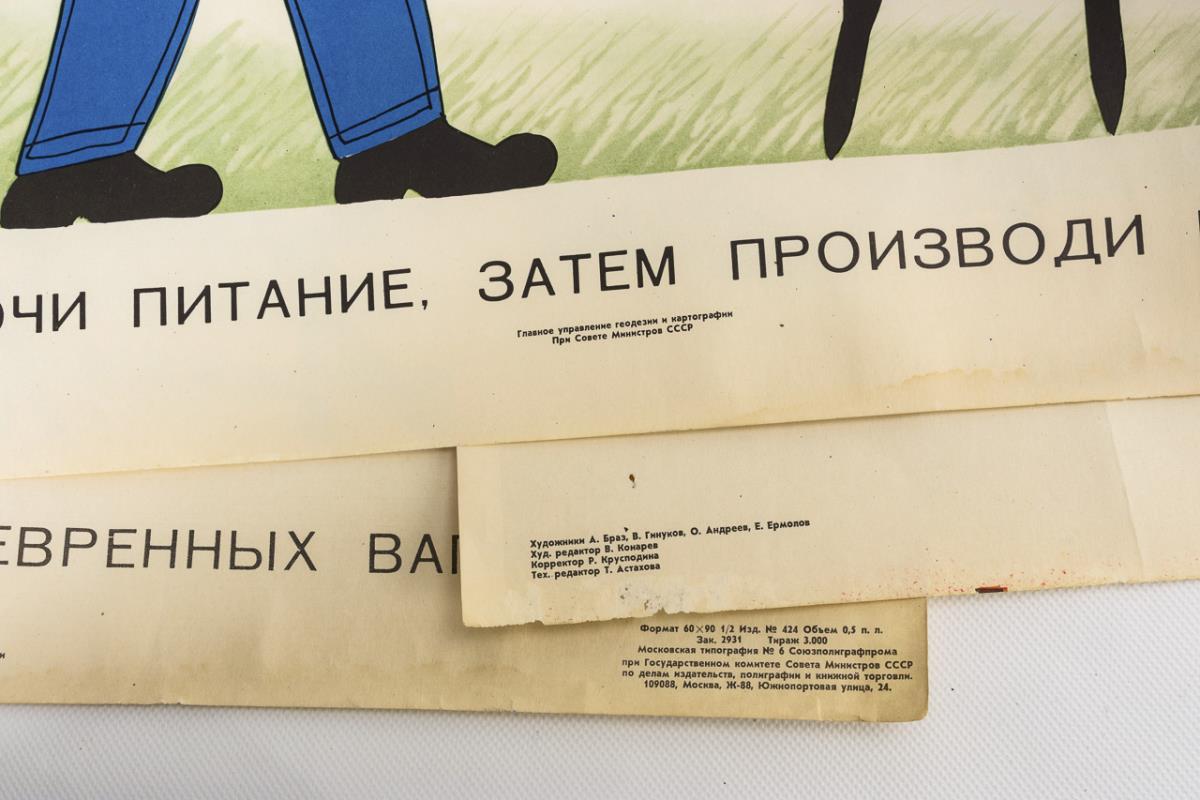 ЧИ ПИТАНИЕ, ЗАТЕМ ПРОИЗВОДИ
Главное управление геодезии и картографии
При Совете Министров СССР
ЕВРЕННЫХ ВАГ
Художники А. Браз, В. Гинуков, О. Андреев, Е. Ермолов
Худ. редактор В. Конарев
Корректор Р. Крусподина
Тех. редактор Т. Астахова
Формат 60×90 1/2 Изд. № 424 Объем 0,5 п. л.
Зак. 2931 Тираж 3.000
Московская типография № 6 Союзполиграфпрома
при Государственном комитете Совета Министров СССР
по делам издательств, полиграфии и книжной торговли.
109088, Москва, Ж-88, Южнопортовая улица, 24.